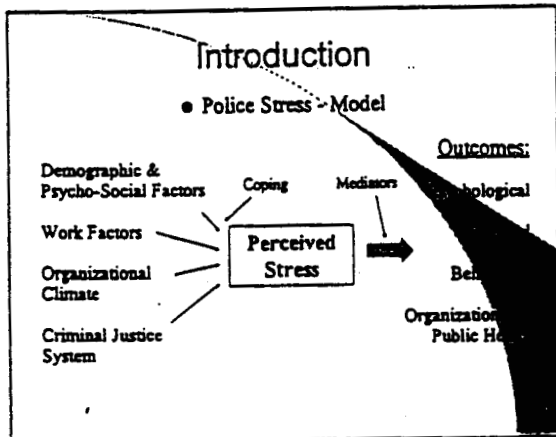 Introduction
● Police Stress - Model
Outcomes:
Demographic &
Psycho-Social Factors
Coping
Mediators
Work Factors
Perceived
Stress
Organizational
Climate
Criminal Justice
System
Public